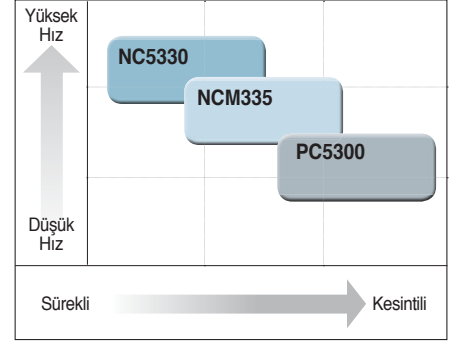 Yüksek
Hız
NC5330
NCM335
PC5300
Düşük
Hız
Sürekli
Kesintili